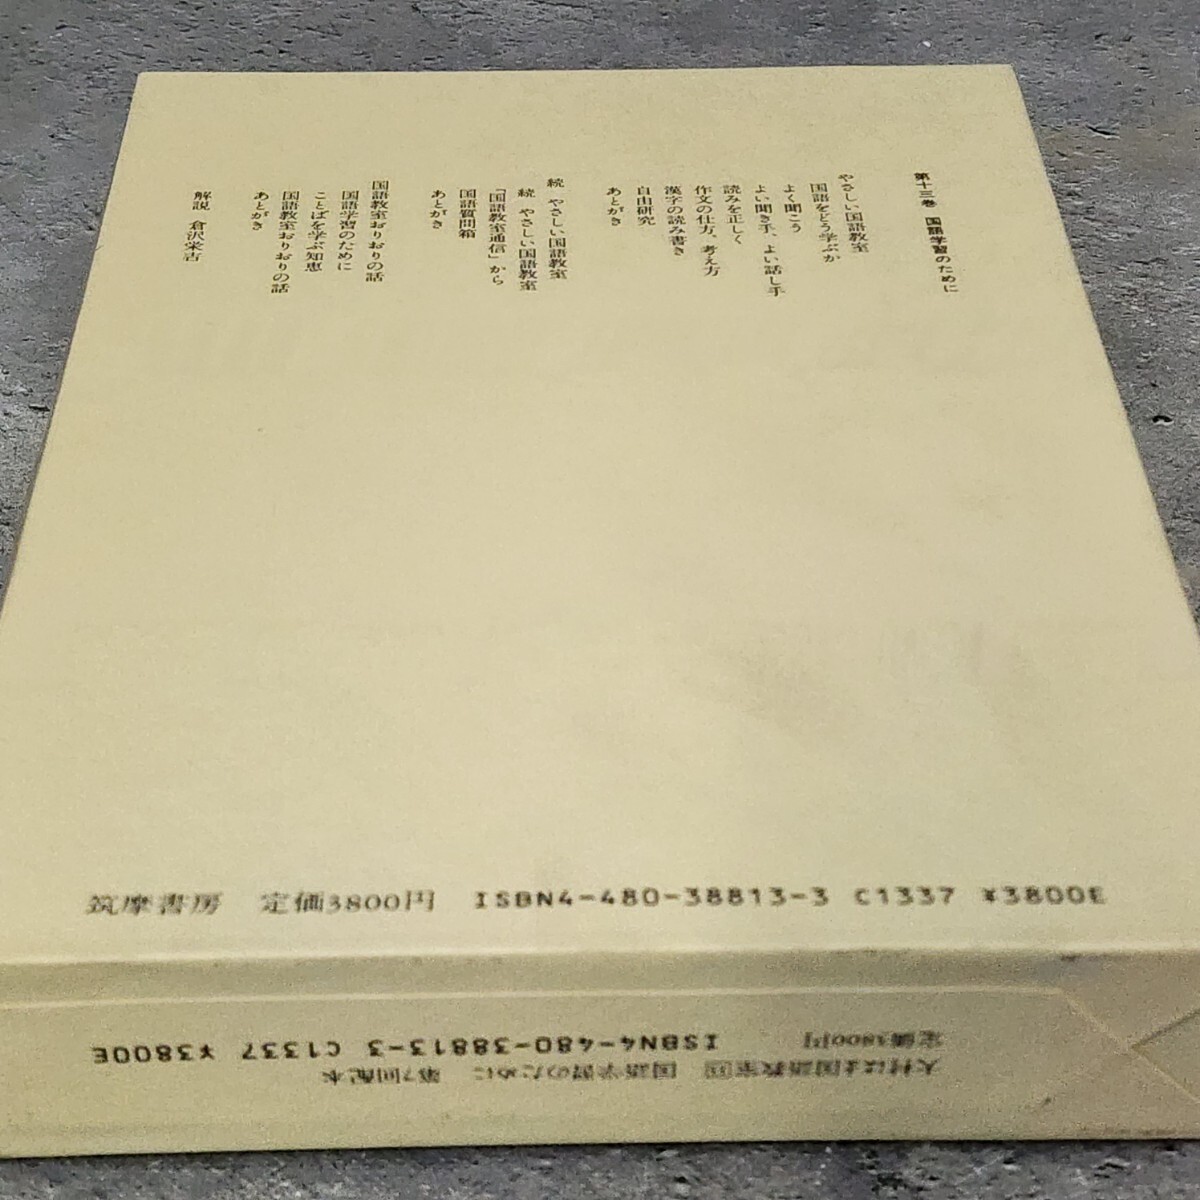 第十三巻 国語学習のために
やさしい国語教室
国語をどう学ぶか
よく聞こう
よい聞き手、よい話し手
読みを正しく
作文の仕方、考え方
漢字の読み書き
自由研究
あとがき
続 やさしい国語教室
続 やさしい国語教室
「国語教室通信」から
国語質問箱
あとがき
国語教室おりおりの話
国語学習のために
ことばを学ぶ知恵
国語教室おりおりの話
あとがき
解説 倉沢栄吉
筑摩書房 定価3800円 ISBN4-480-38813-3 C1337 ¥3800E
大村はま国語教室 国語学習のために 第7回配本
定価3800円 ISBN4-480-38813-3 C1337 ¥3800E